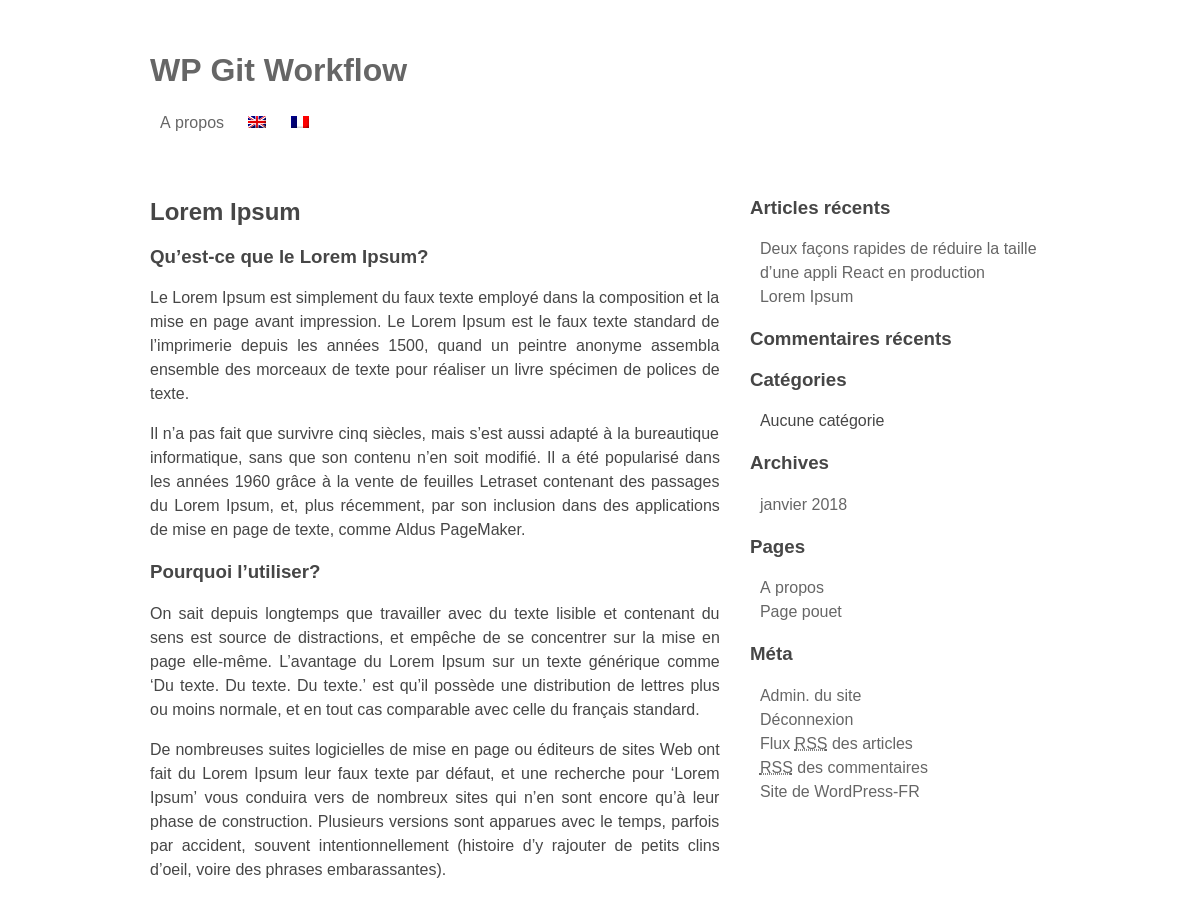 WP Git Workflow
A propos
Lorem Ipsum
Qu’est-ce que le Lorem Ipsum?
Le Lorem Ipsum est simplement du faux texte employé dans la composition et la
mise en page avant impression. Le Lorem Ipsum est le faux texte standard de
l’imprimerie depuis les années 1500, quand un peintre anonyme assembla
ensemble des morceaux de texte pour réaliser un livre spécimen de polices de
texte.
Il n’a pas fait que survivre cinq siècles, mais s’est aussi adapté à la bureautique
informatique, sans que son contenu n’en soit modifié. Il a été popularisé dans
les années 1960 grâce à la vente de feuilles Letraset contenant des passages
du Lorem Ipsum, et, plus récemment, par son inclusion dans des applications
de mise en page de texte, comme Aldus PageMaker.
Pourquoi l’utiliser?
On sait depuis longtemps que travailler avec du texte lisible et contenant du
sens est source de distractions, et empêche de se concentrer sur la mise en
page elle-même. L’avantage du Lorem Ipsum sur un texte générique comme
‘Du texte. Du texte. Du texte.’ est qu’il possède une distribution de lettres plus
ou moins normale, et en tout cas comparable avec celle du français standard.
De nombreuses suites logicielles de mise en page ou éditeurs de sites Web ont
fait du Lorem Ipsum leur faux texte par défaut, et une recherche pour ‘Lorem
Ipsum’ vous conduira vers de nombreux sites qui n’en sont encore qu’à leur
phase de construction. Plusieurs versions sont apparues avec le temps, parfois
par accident, souvent intentionnellement (histoire d’y rajouter de petits clins
d’oeil, voire des phrases embarassantes).
Articles récents
Deux façons rapides de réduire la taille
d’une appli React en production
Lorem Ipsum
Commentaires récents
Catégories
Aucune catégorie
Archives
janvier 2018
Pages
A propos
Page pouet
Méta
Admin. du site
Déconnexion
Flux RSS des articles
RSS des commentaires
Site de WordPress-FR